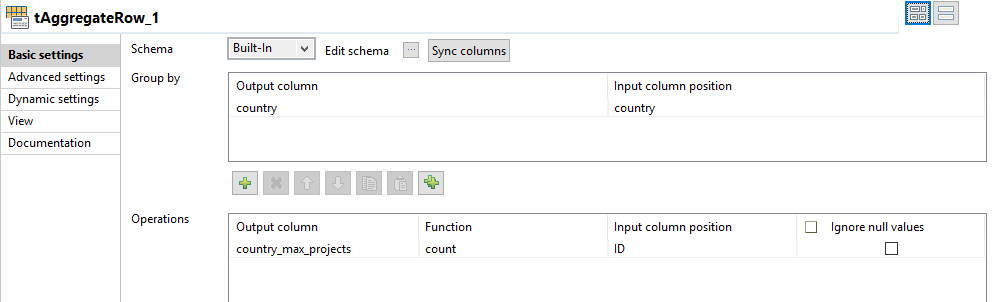 tAggregateRow_1
Basic settings
Advanced settings
Dynamic settings
View
Documentation
Schema Built-In Edit schema ... Sync columns
Group by
Output column Input column position
country country
Operations
Output column Function Input column position Ignore null values
country_max_projects count ID